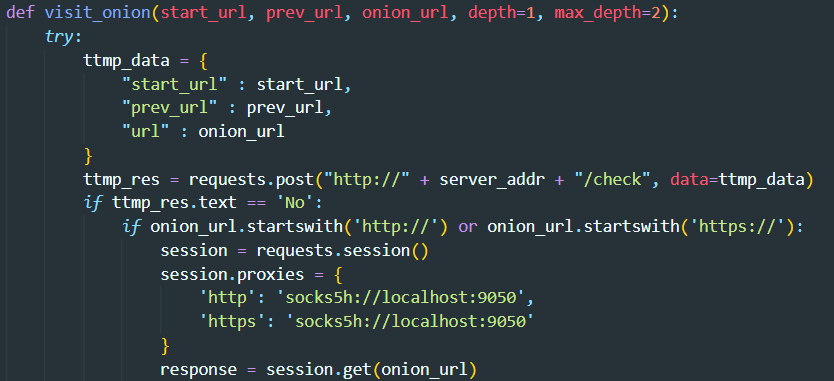 def visit_onion(start_url, prev_url, onion_url, depth=1, max_depth=2):
    try:
        ttmp_data = {
            "start_url" : start_url,
            "prev_url" : prev_url,
            "url" : onion_url
        }
        ttmp_res = requests.post("http://" + server_addr + "/check", data=ttmp_data)
        if ttmp_res.text == 'No':
            if onion_url.startswith('http://') or onion_url.startswith('https://'):
                session = requests.session()
                session.proxies = {
                    'http': 'socks5h://localhost:9050',
                    'https': 'socks5h://localhost:9050'
                }
                response = session.get(onion_url)